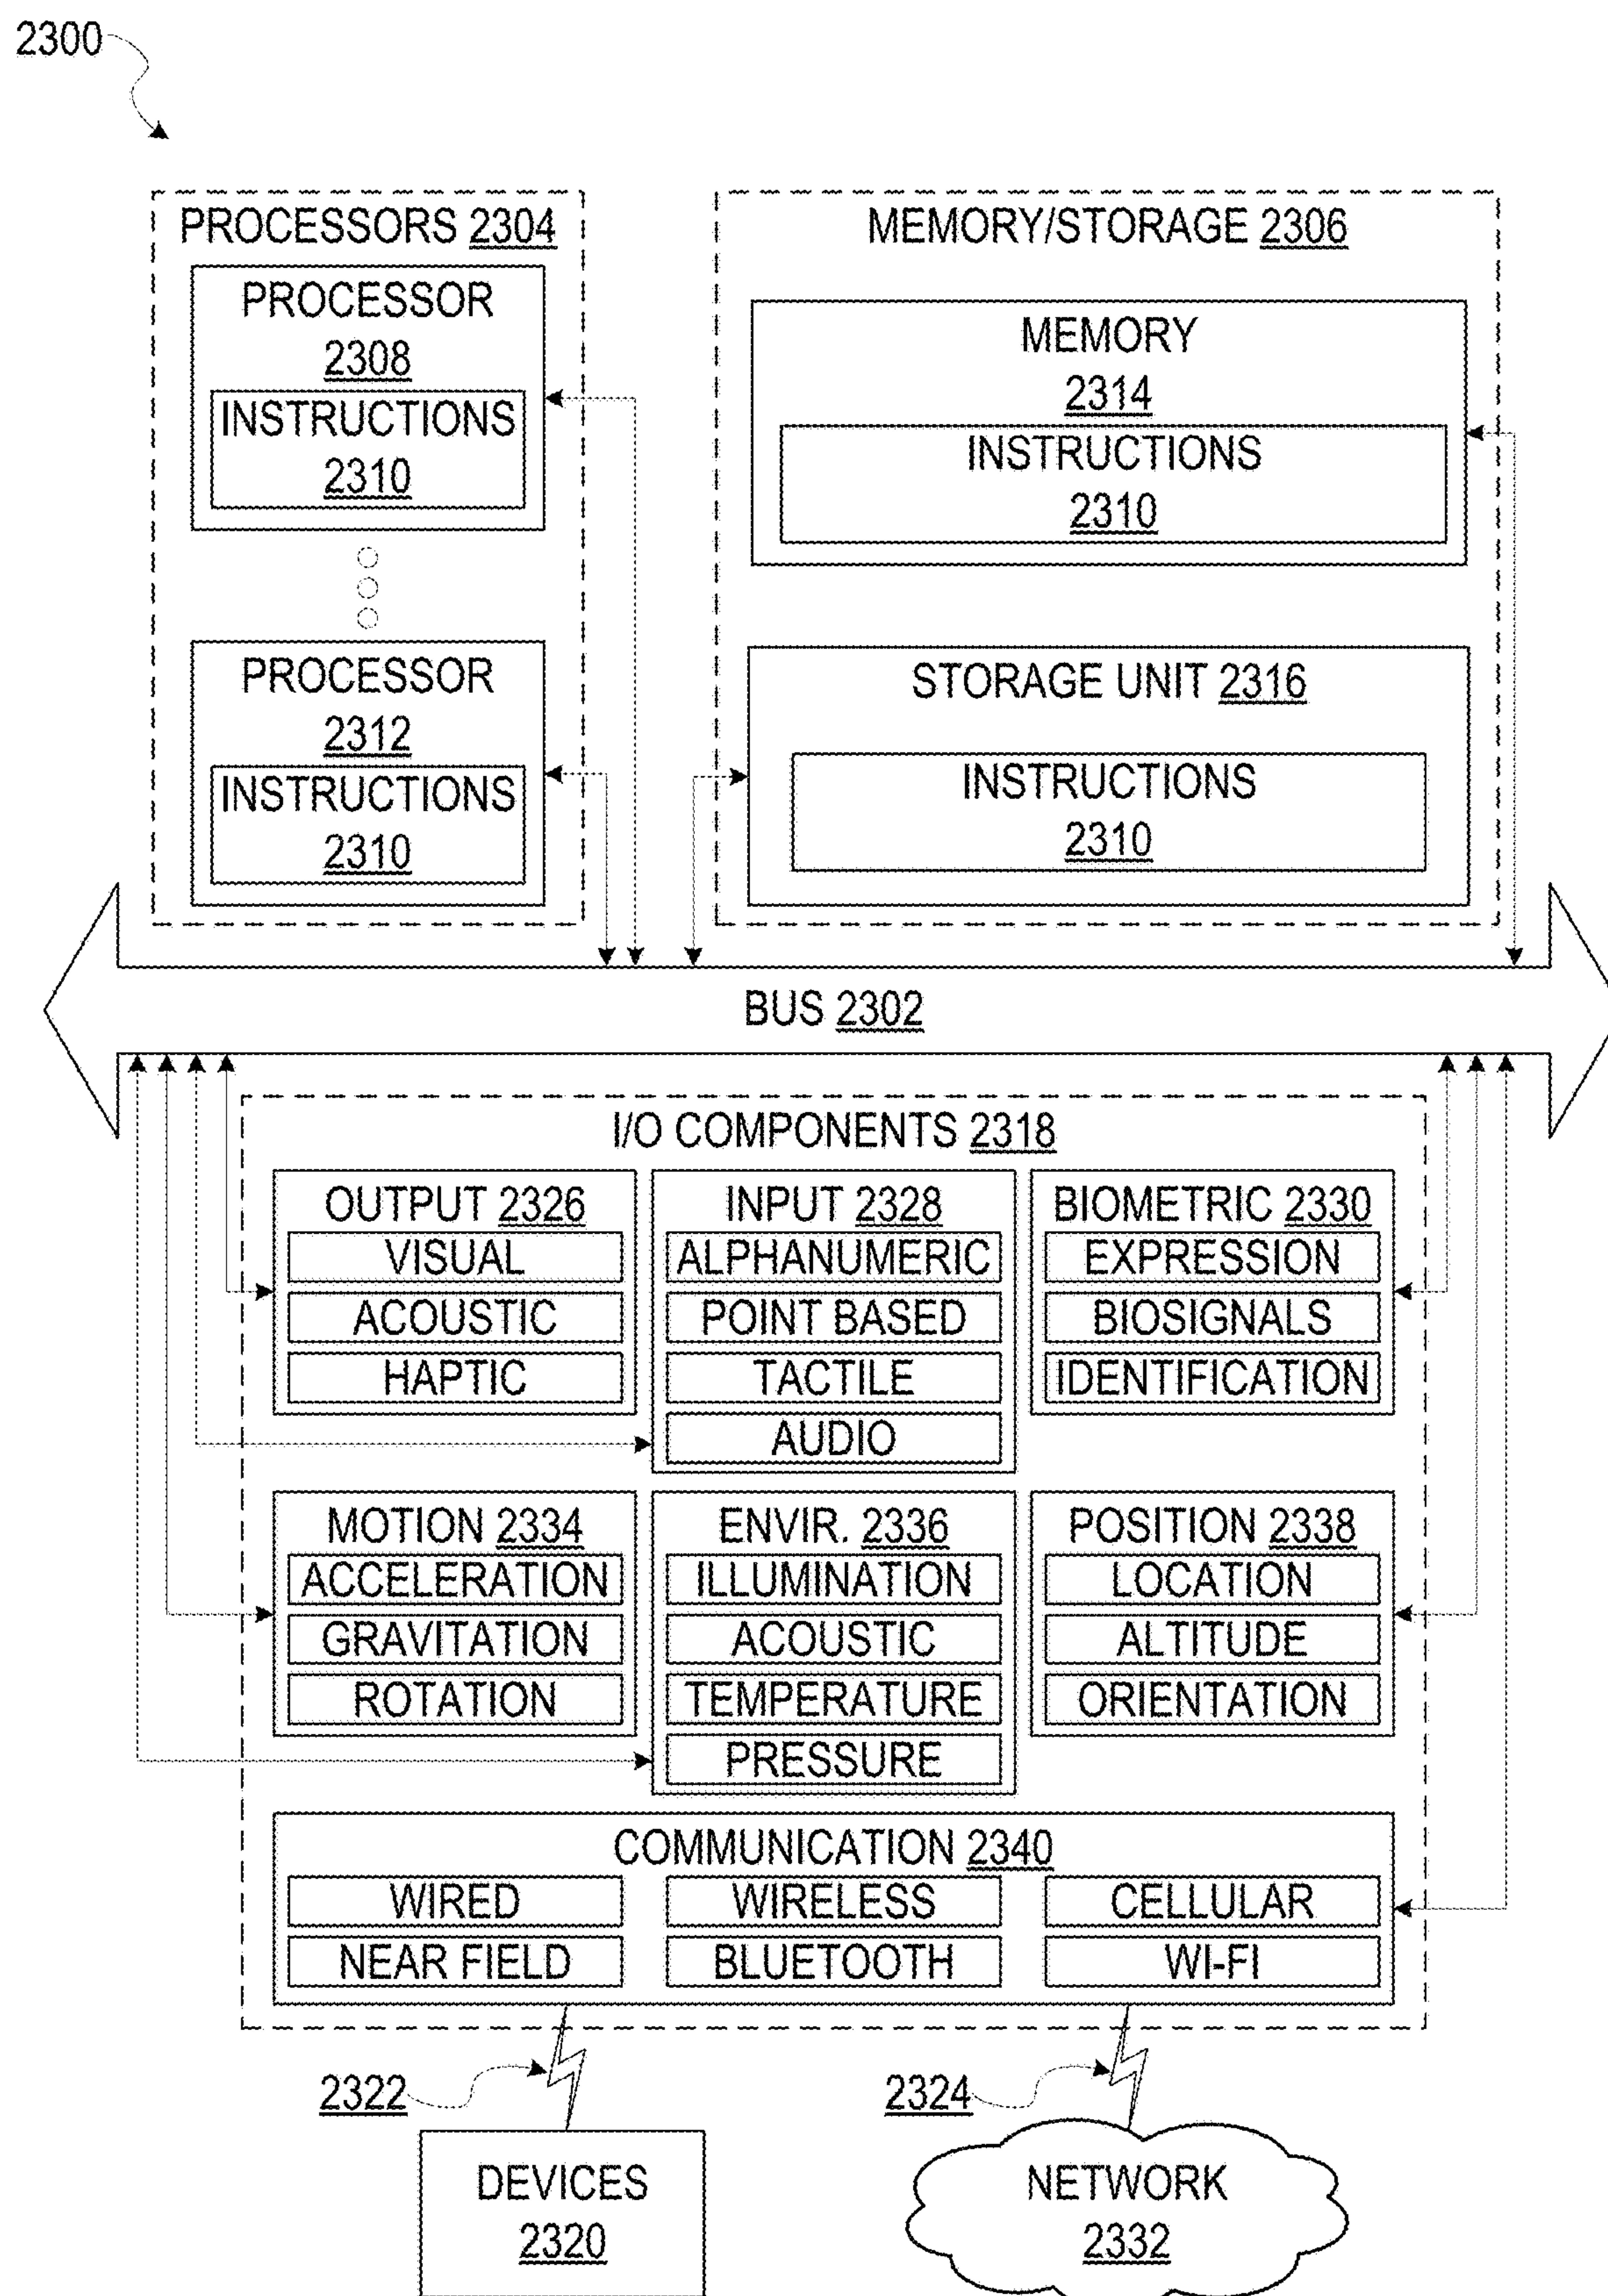 2300
PROCESSORS 2304
PROCESSOR
2308
INSTRUCTIONS
2310
PROCESSOR
2312
INSTRUCTIONS
2310
MEMORY/STORAGE 2306
MEMORY
2314
INSTRUCTIONS
2310
STORAGE UNIT 2316
INSTRUCTIONS
2310
BUS 2302
I/O COMPONENTS 2318
OUTPUT 2326
VISUAL
ACOUSTIC
HAPTIC
INPUT 2328
ALPHANUMERIC
POINT BASED
TACTILE
AUDIO
BIOMETRIC 2330
EXPRESSION
BIOSIGNALS
IDENTIFICATION
MOTION 2334
ACCELERATION
GRAVITATION
ROTATION
ENVIR. 2336
ILLUMINATION
ACOUSTIC
TEMPERATURE
PRESSURE
POSITION 2338
LOCATION
ALTITUDE
ORIENTATION
COMMUNICATION 2340
WIRED
WIRELESS
CELLULAR
NEAR FIELD
BLUETOOTH
WI-FI
2322
2324
DEVICES
2320
NETWORK
2332